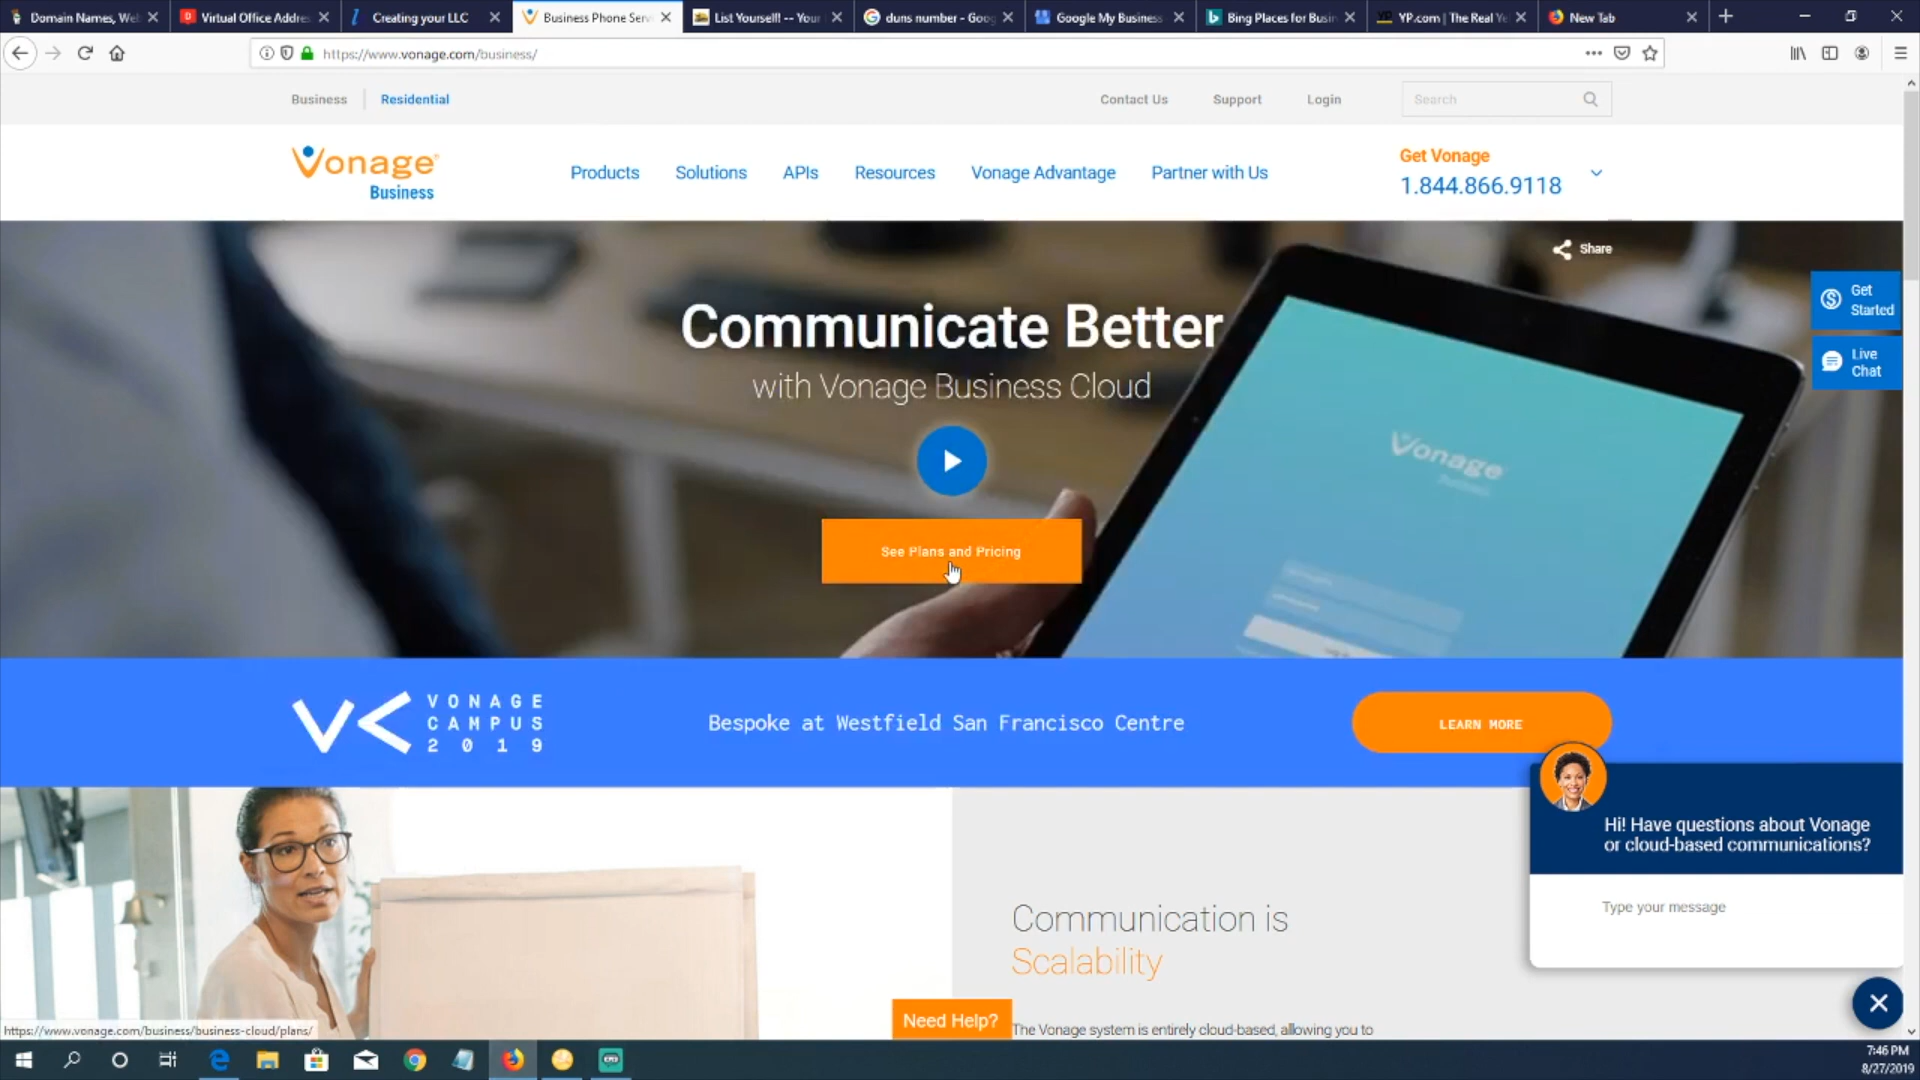 Domain Names, Wel
Virtual Office Addre
Creating your LLC
Business Phone Serv
List Yourself! -- Your
duns number - Goog
Google My Business
Bing Places for Busin
YP.com | The Real Ye
New Tab
https://www.vonage.com/business/
Business
Residential
Contact Us
Support
Login
Search
Vonage
Business
Products
Solutions
APIs
Resources
Vonage Advantage
Partner with Us
Get Vonage
1.844.866.9118
Share
Get
Started
Live
Chat
Communicate Better
with Vonage Business Cloud
Vonage
See Plans and Pricing
VONAGE
CAMPUS
2019
Bespoke at Westfield San Francisco Centre
LEARN MORE
Hi! Have questions about Vonage
or cloud-based communications?
Type your message
Communication is
Scalability
Need Help?
The Vonage system is entirely cloud-based, allowing you to
https://www.vonage.com/business/business-cloud/plans/
7:46 PM
8/27/2019